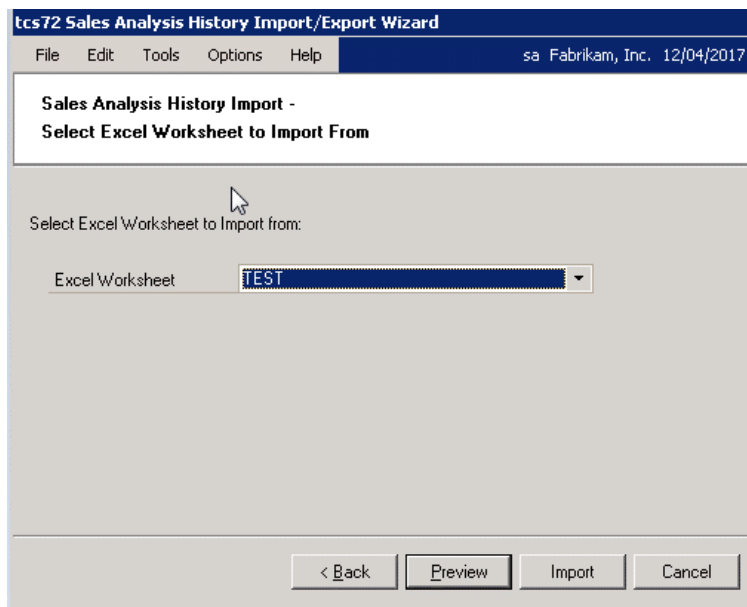 tcs72 Sales Analysis History Import/Export Wizard
File Edit Tools Options Help sa Fabrikam, Inc. 12/04/2017
Sales Analysis History Import -
Select Excel Worksheet to Import From
Select Excel Worksheet to Import from:
Excel Worksheet TEST
< Back Preview Import Cancel